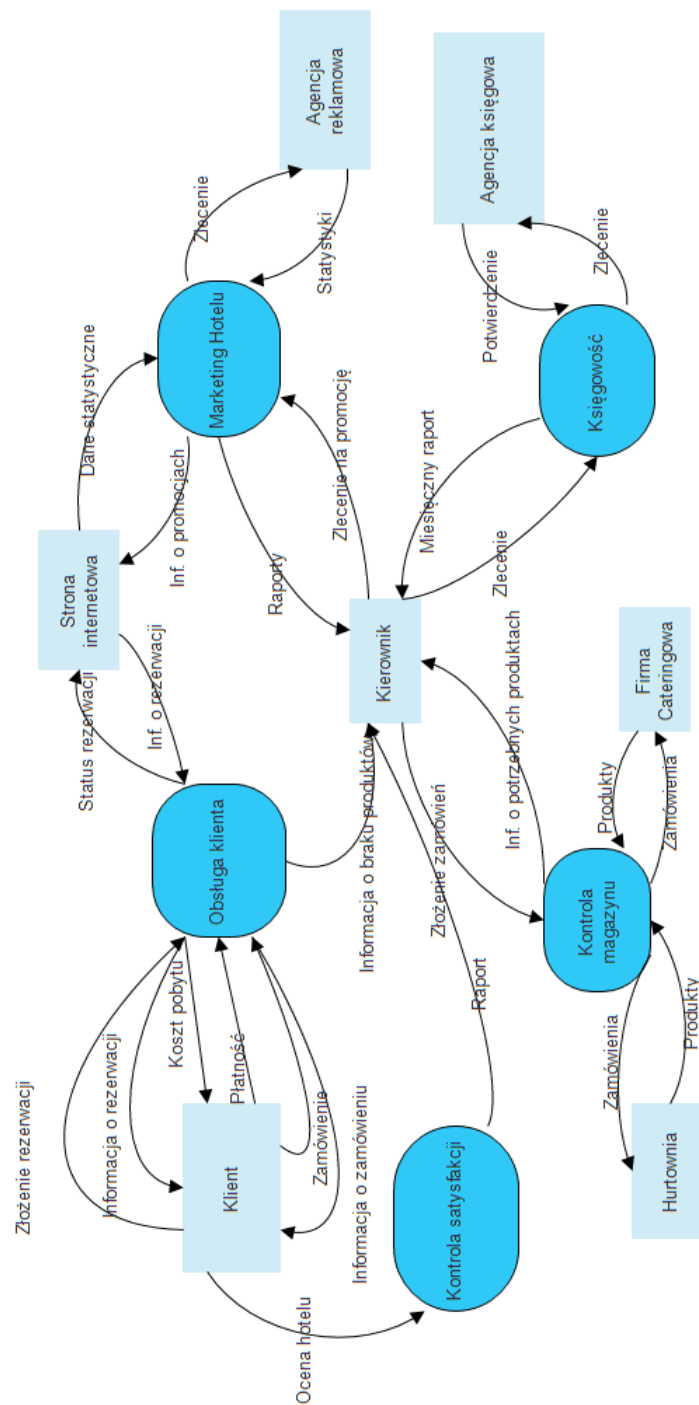 Złożenie rezerwacji
Informacja o rezerwacji
Koszt pobytu
Płatność
Klient
Zamówienie
Informacja o zamówieniu
Ocena hotelu
Kontrola satysfakcji
Raport
Obsługa klienta
Informacja o braku produktów
Status rezerwacji
Inf. o rezerwacji
Strona
internetowa
Dane statystyczne
Inf. o promocjach
Marketing Hotelu
Zlecenie
Statystyki
Agencja
reklamowa
Raporty
Zlecenie na promocję
Kierownik
Miesięczny raport
Zlecenie
Księgowość
Potwierdzenie
Zlecenie
Agencja księgowa
Złożenie zamówień
Inf. o potrzebnych produktach
Kontrola
magazynu
Produkty
Zamówienia
Firma
Cateringowa
Zamówienia
Produkty
Hurtownia